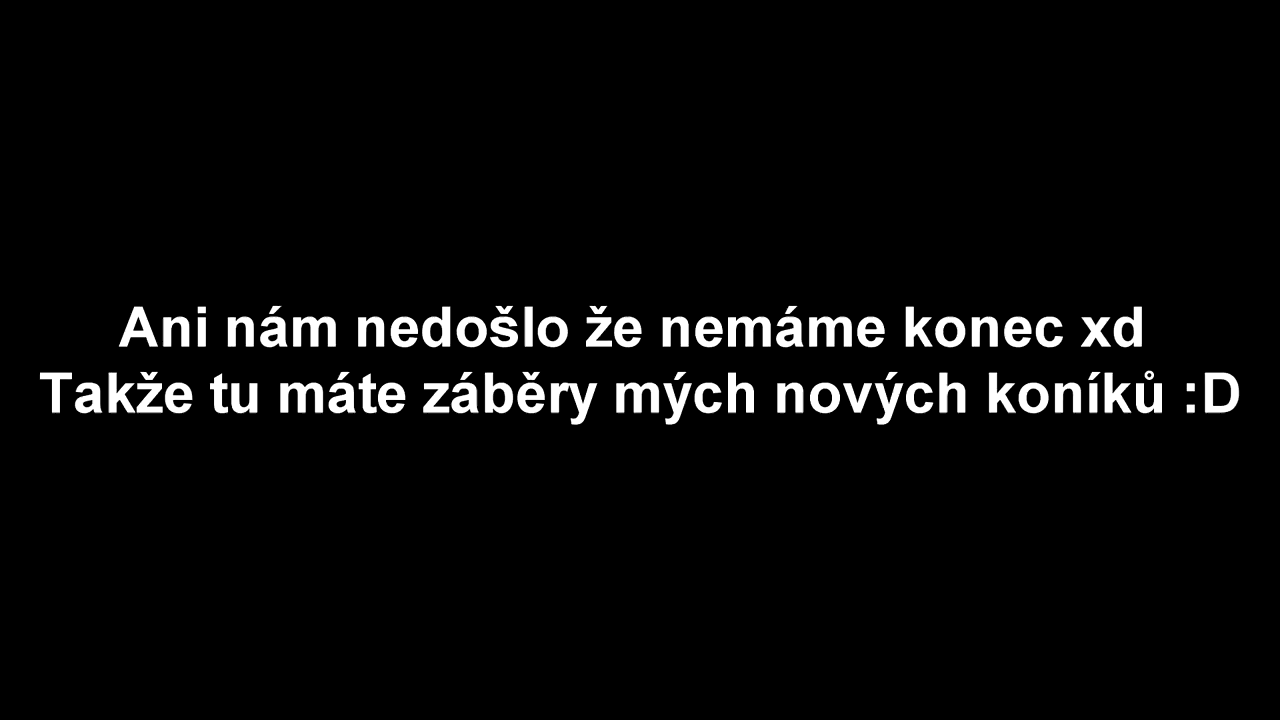 Ani nám nedošlo že nemáme konec xd
Takže tu máte záběry mých nových koníků :D